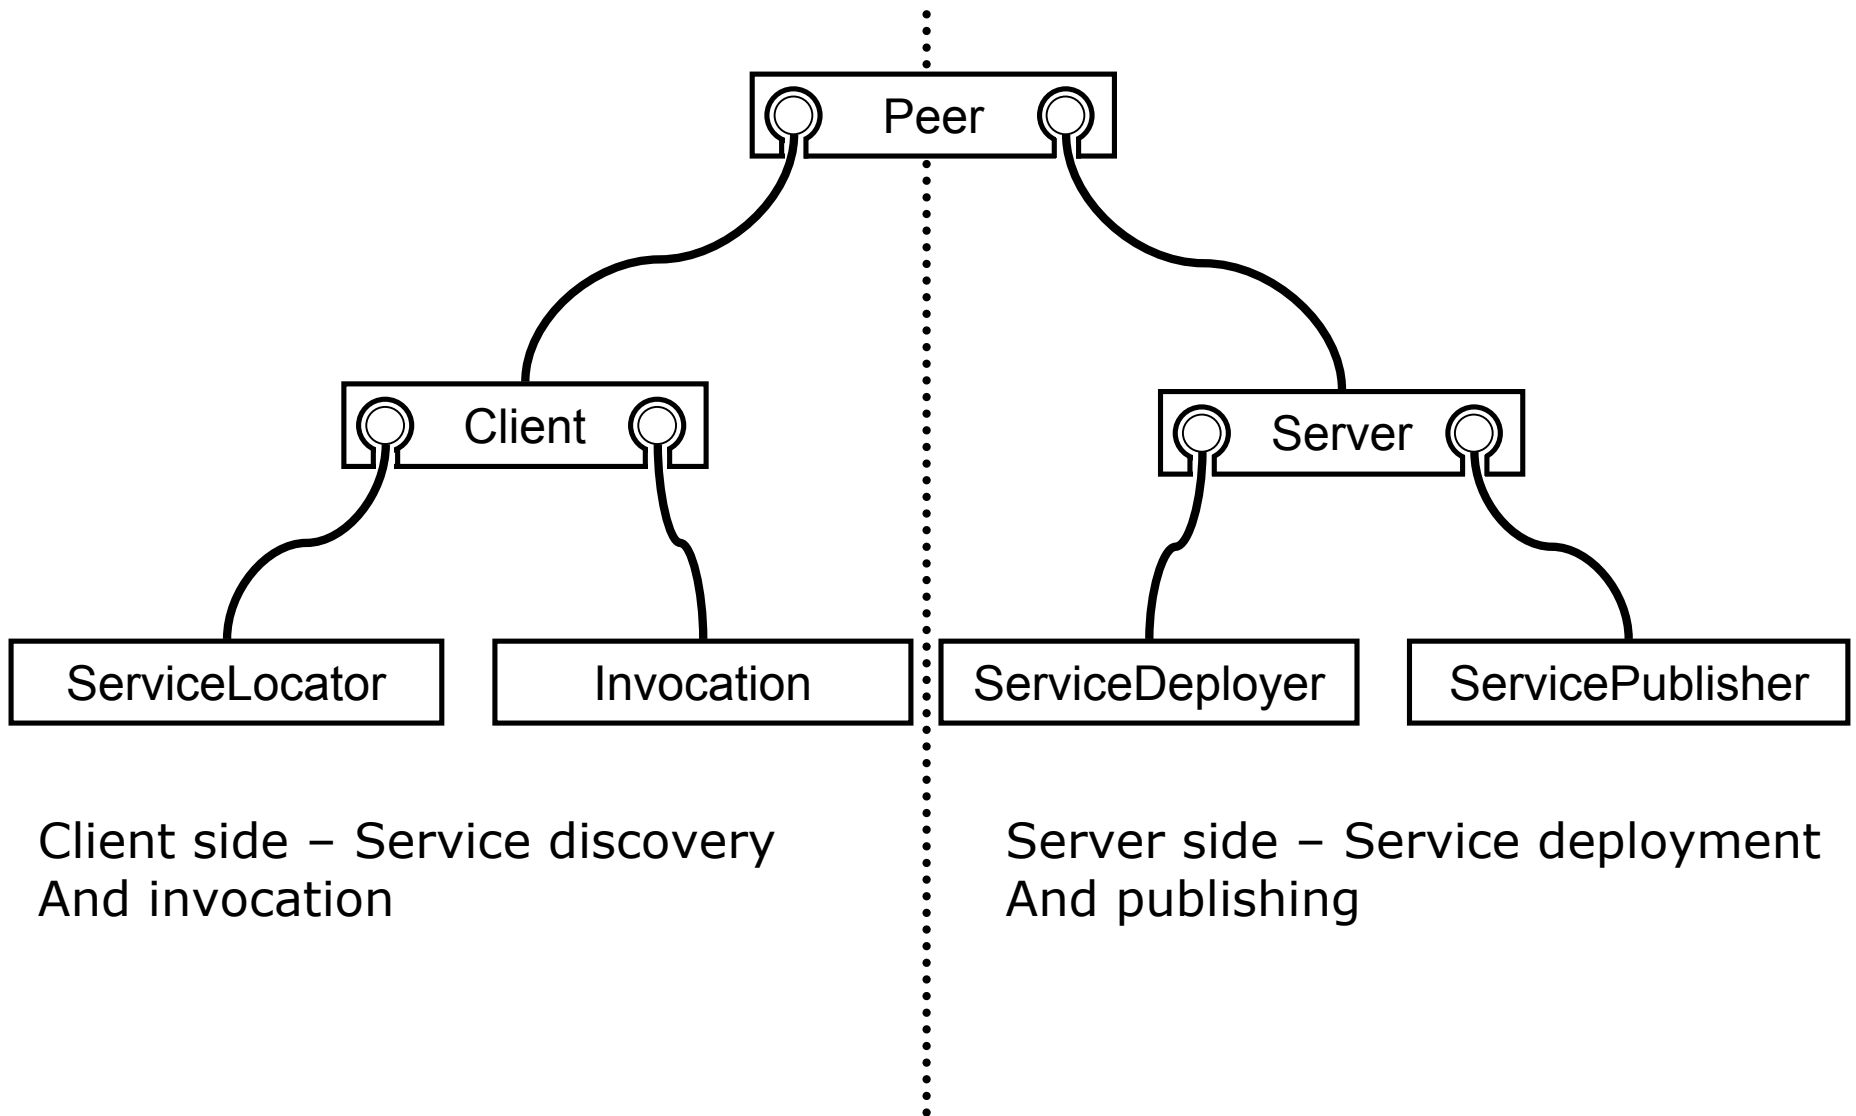 Peer
Client
Server
ServiceLocator
Invocation
ServiceDeployer
ServicePublisher
Client side – Service discovery
And invocation
Server side – Service deployment
And publishing